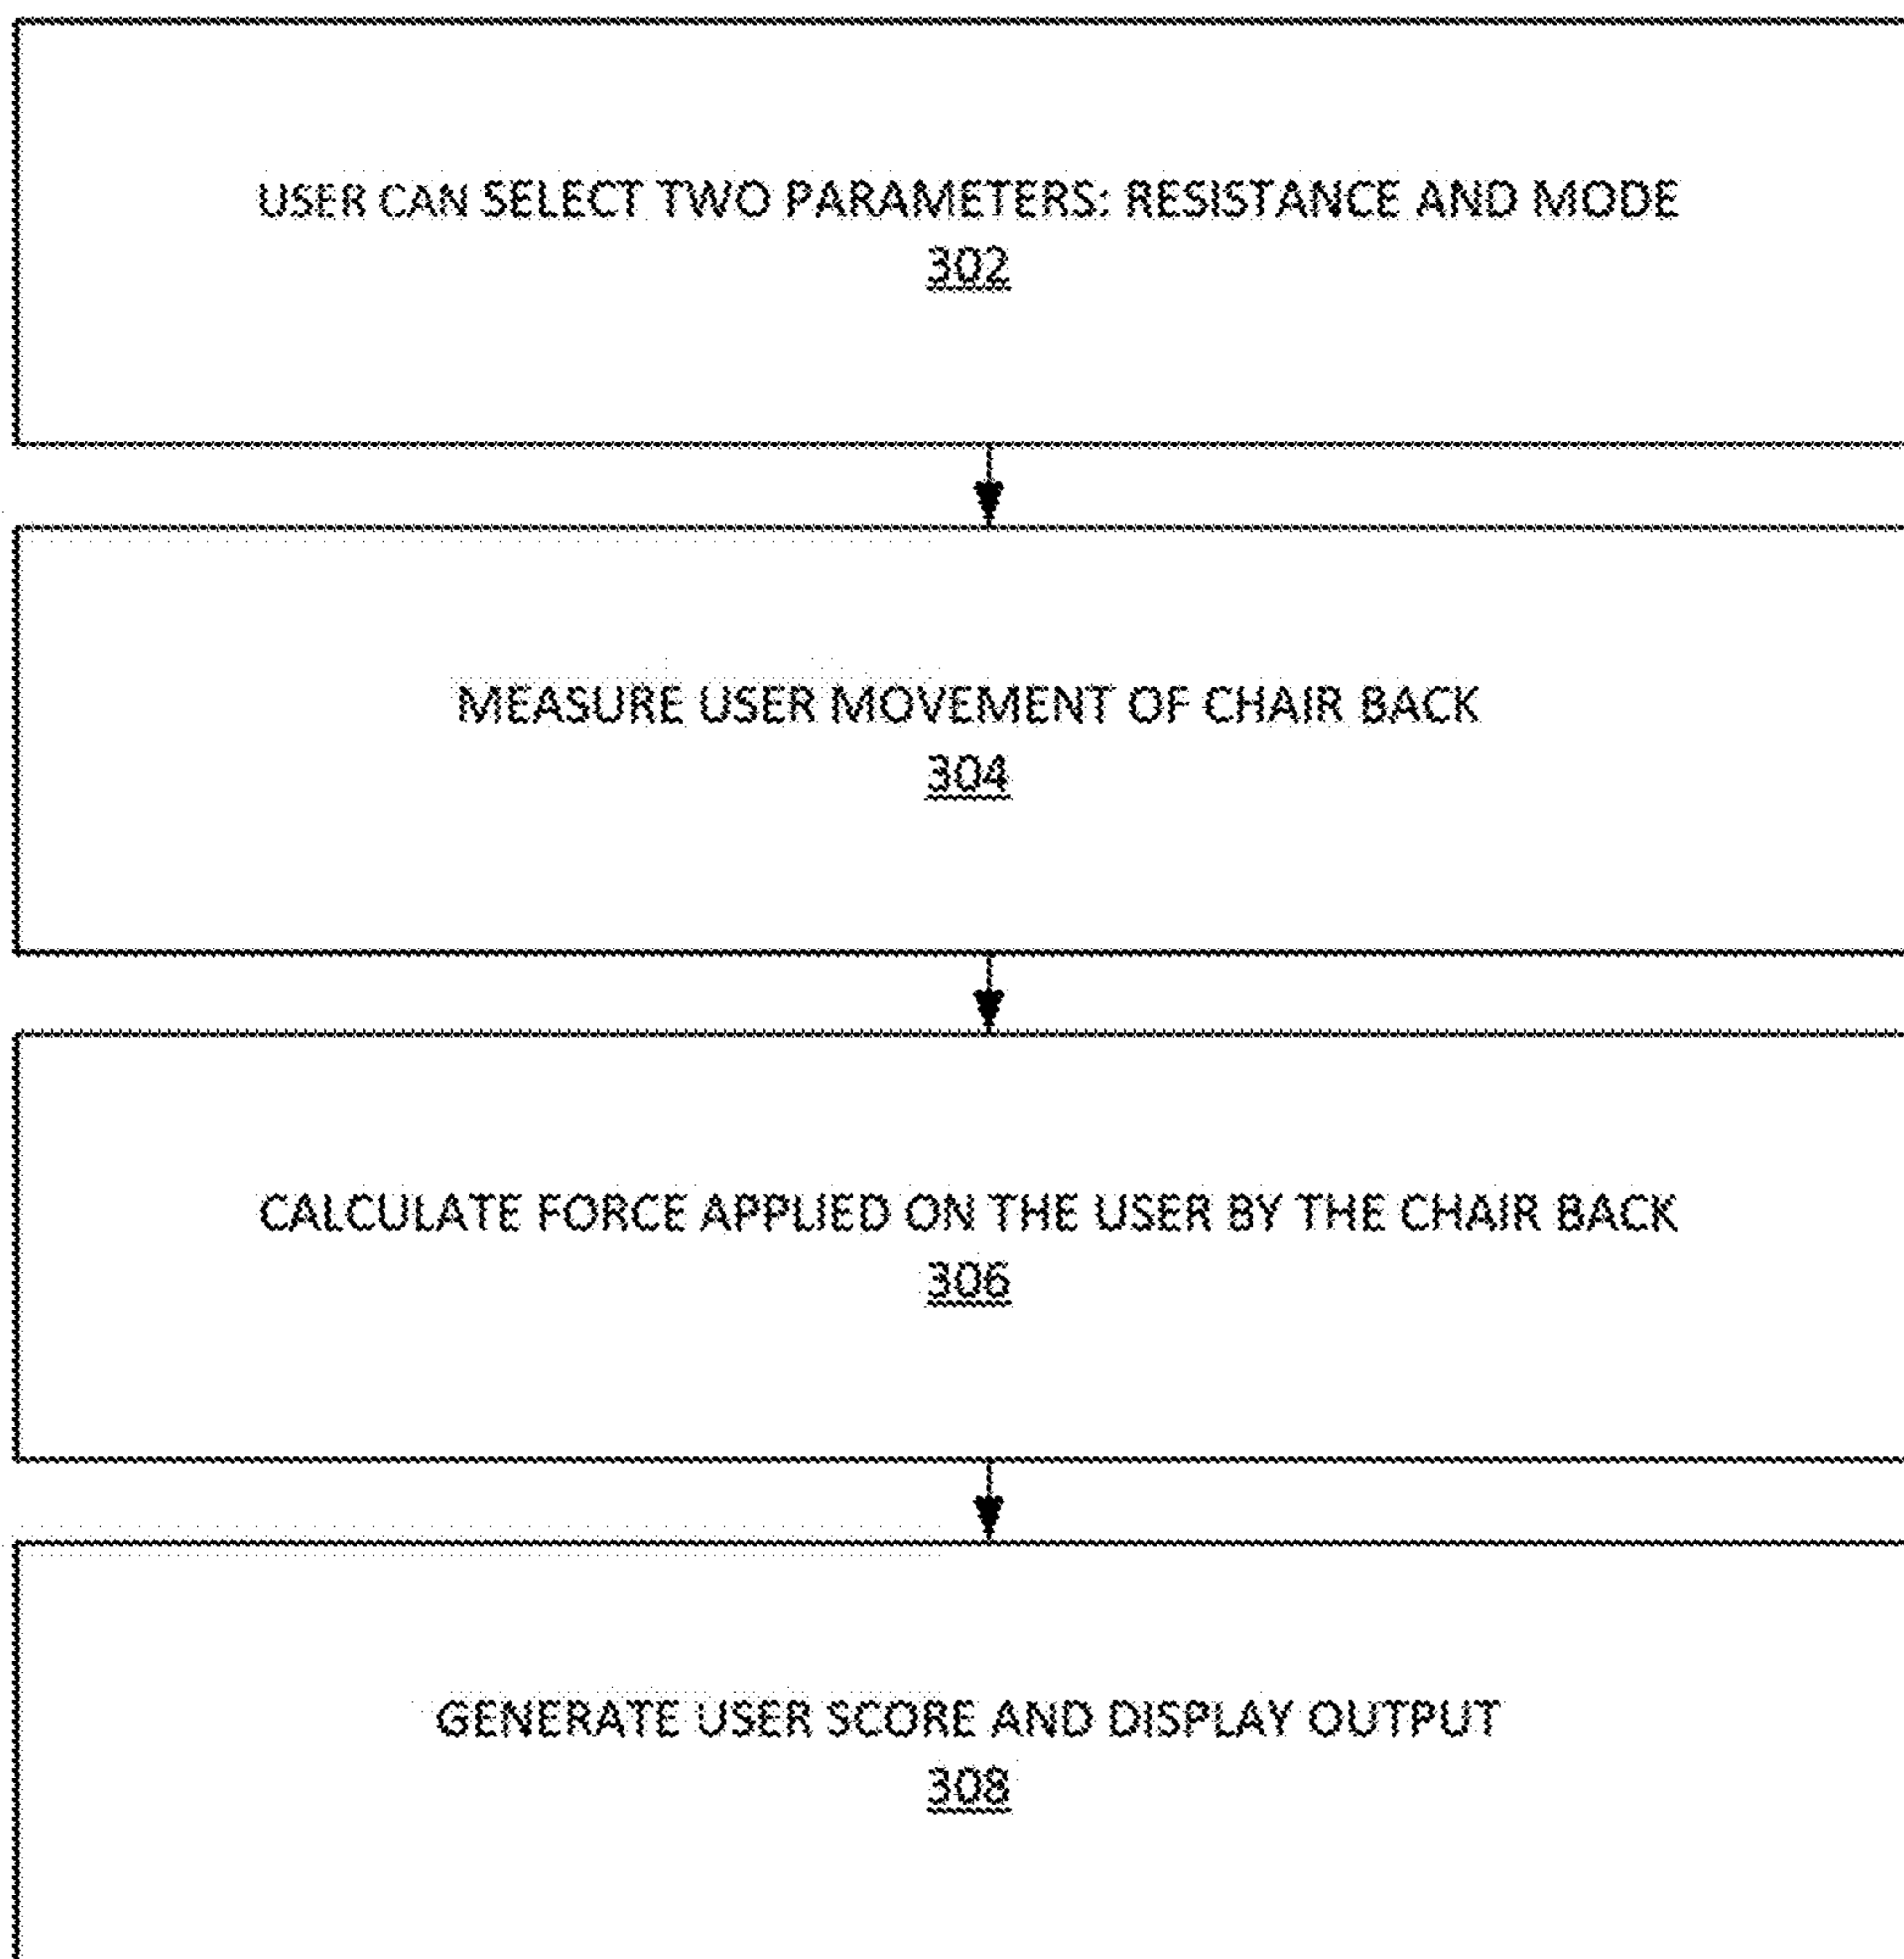 USER CAN SELECT TWO PARAMETERS: RESISTANCE AND MODE
302
MEASURE USER MOVEMENT OF CHAIR BACK
304
CALCULATE FORCE APPLIED ON THE USER BY THE CHAIR BACK
306
GENERATE USER SCORE AND DISPLAY OUTPUT
308